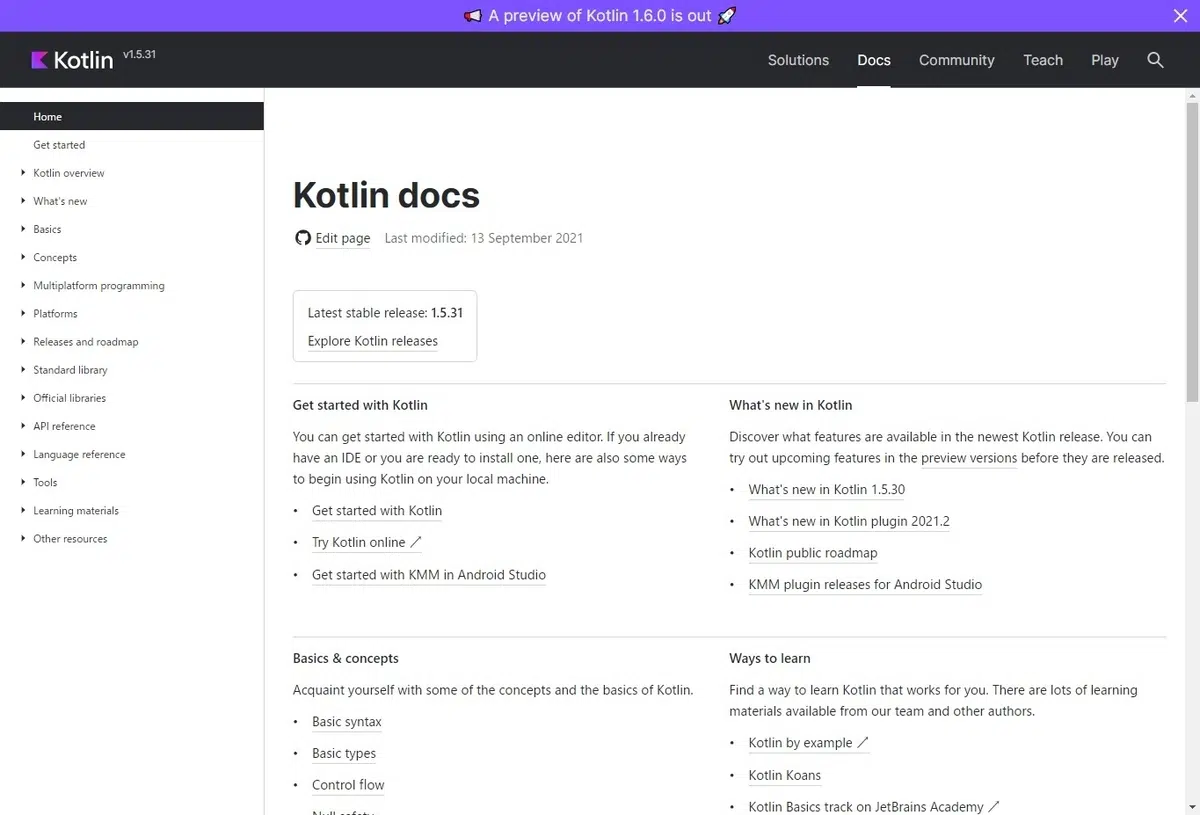 A preview of Kotlin 1.6.0 is out
Kotlin v1.5.31
Solutions
Docs
Community
Teach
Play
Home
Get started
Kotlin overview
What's new
Basics
Concepts
Multiplatform programming
Platforms
Releases and roadmap
Standard library
Official libraries
API reference
Language reference
Tools
Learning materials
Other resources
Kotlin docs
Edit page
Last modified: 13 September 2021
Latest stable release: 1.5.31
Explore Kotlin releases
Get started with Kotlin
You can get started with Kotlin using an online editor. If you already
have an IDE or you are ready to install one, here are also some ways
to begin using Kotlin on your local machine.
• Get started with Kotlin
• Try Kotlin online
• Get started with KMM in Android Studio
What's new in Kotlin
Discover what features are available in the newest Kotlin release. You can
try out upcoming features in the preview versions before they are released.
• What's new in Kotlin 1.5.30
• What's new in Kotlin plugin 2021.2
• Kotlin public roadmap
• KMM plugin releases for Android Studio
Basics & concepts
Acquaint yourself with some of the concepts and the basics of Kotlin.
• Basic syntax
• Basic types
• Control flow
• Null safety
Ways to learn
Find a way to learn Kotlin that works for you. There are lots of learning
materials available from our team and other authors.
• Kotlin by example
• Kotlin Koans
• Kotlin Basics track on JetBrains Academy